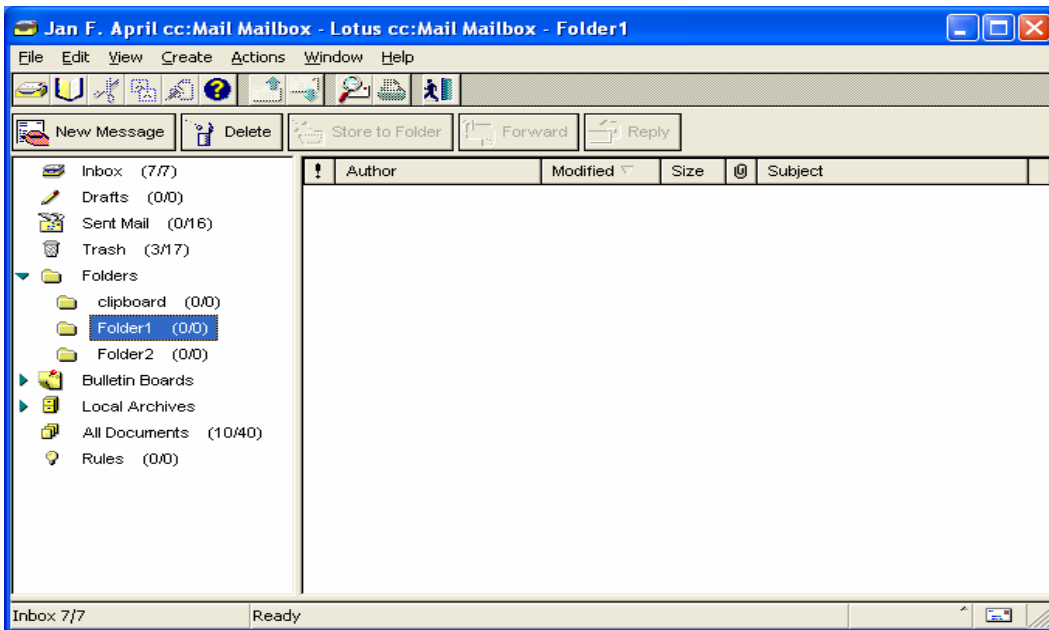 Jan F. April cc:Mail Mailbox - Lotus cc:Mail Mailbox - Folder1
File Edit View Create Actions Window Help
New Message Delete Store to Folder Forward Reply
! Author Modified Size Subject
Inbox (7/7)
Drafts (0/0)
Sent Mail (0/16)
Trash (3/17)
Folders
clipboard (0/0)
Folder1 (0/0)
Folder2 (0/0)
Bulletin Boards
Local Archives
All Documents (10/40)
Rules (0/0)
Inbox 7/7 Ready